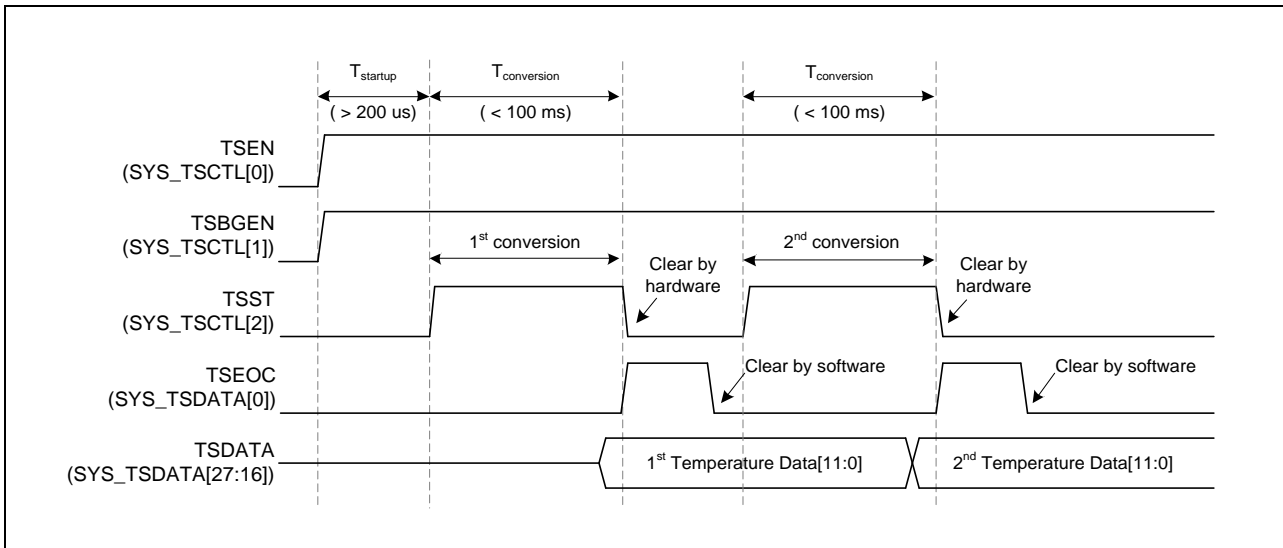 Tstartup
( > 200 us)
Tconversion
( < 100 ms)
Tconversion
( < 100 ms)
TSEN
(SYS_TSCTL[0])
TSBGEN
(SYS_TSCTL[1])
1st conversion
2nd conversion
Clear by
hardware
Clear by
hardware
TSST
(SYS_TSCTL[2])
TSEOC
(SYS_TSDATA[0])
Clear by software
Clear by software
TSDATA
(SYS_TSDATA[27:16])
1st Temperature Data[11:0]
2nd Temperature Data[11:0]